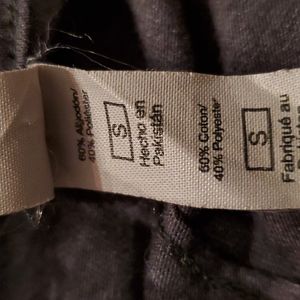 60% Algodón/
40% Poliéster
S
Hecho en
Pakistán
60% Coton/
40% Polyester
S
Fabriqué au